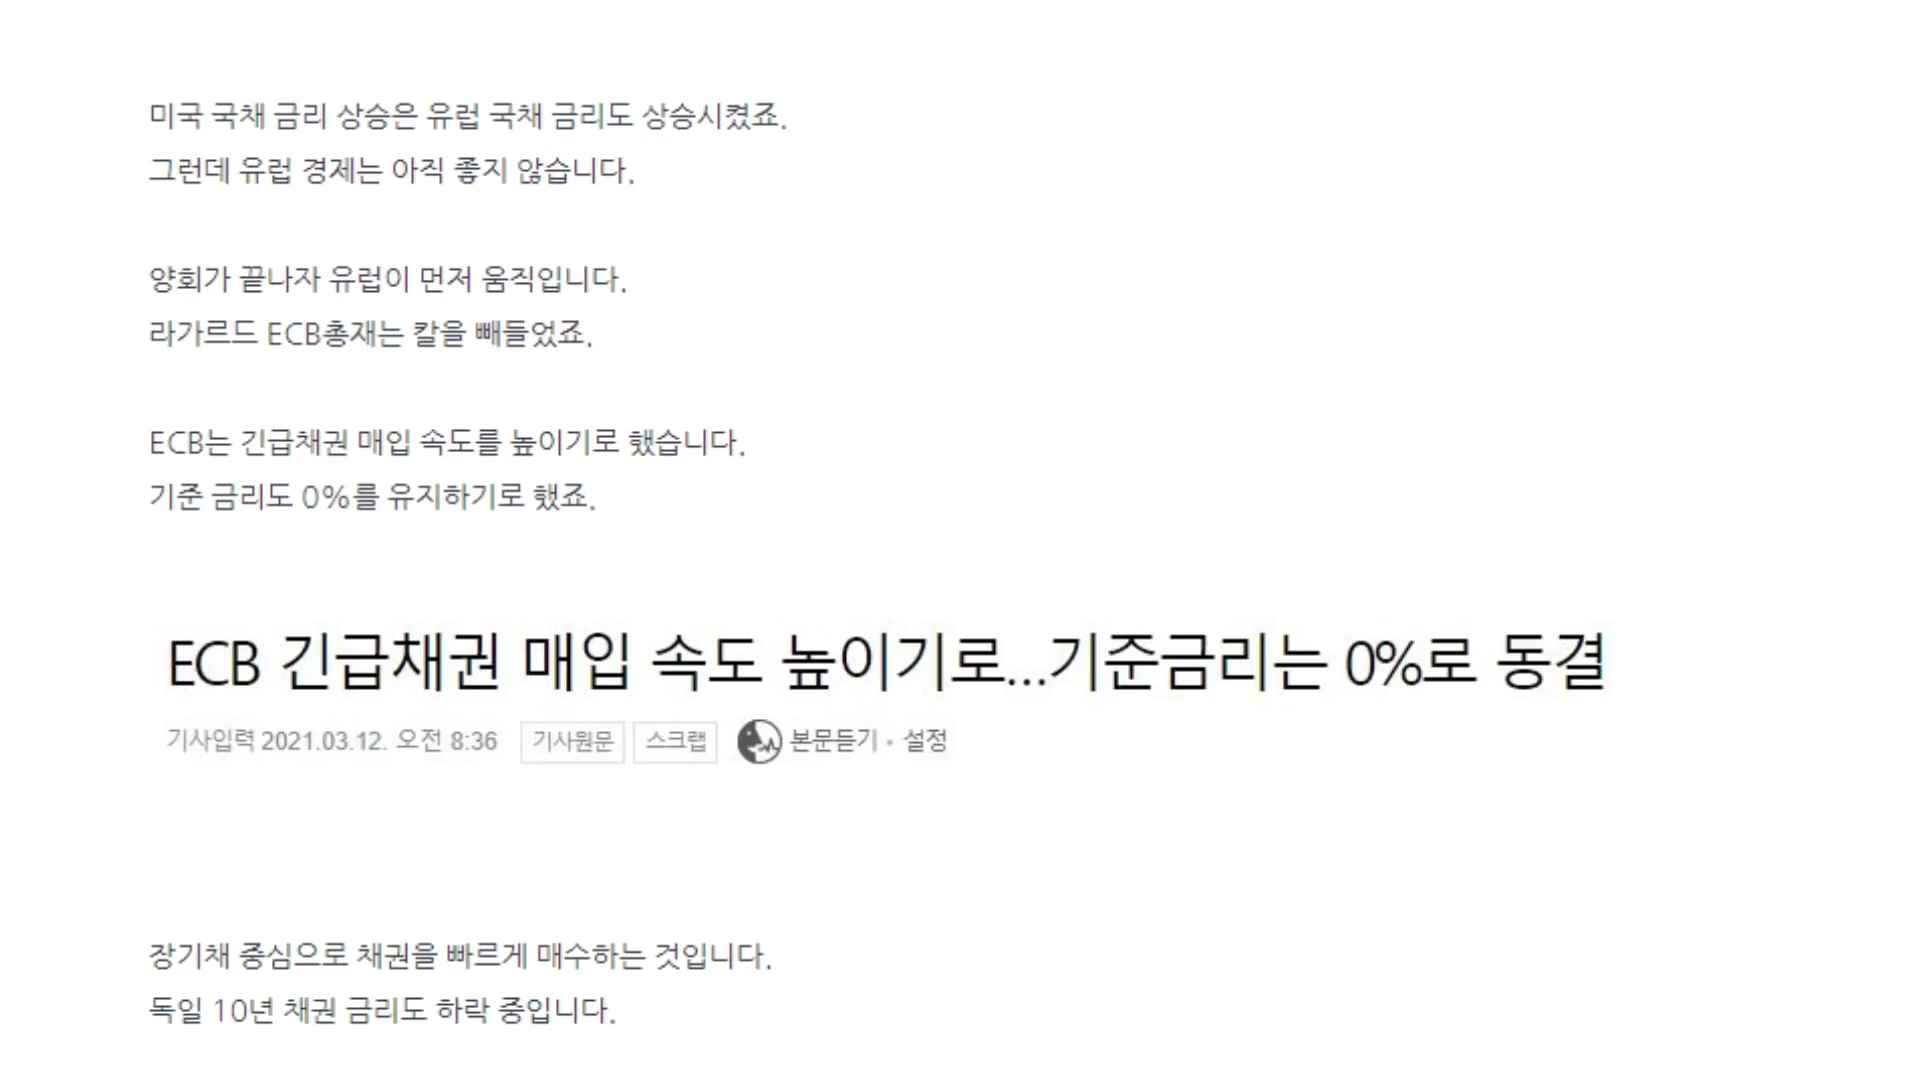 미국 국채 금리 상승은 유럽 국채 금리도 상승시켰죠.
그런데 유럽 경제는 아직 좋지 않습니다.
양회가 끝나자 유럽이 먼저 움직입니다.
라가르드 ECB총재는 칼을 빼들었죠.
ECB는 긴급채권 매입 속도를 높이기로 했습니다.
기준 금리도 0%를 유지하기로 했죠.
ECB 긴급채권 매입 속도 높이기로...기준금리는 0%로 동결
기사입력 2021.03.12. 오전 8:36 기사원문 스크랩 본문듣기 · 설정
장기채 중심으로 채권을 빠르게 매수하는 것입니다.
독일 10년 채권 금리도 하락 중입니다.